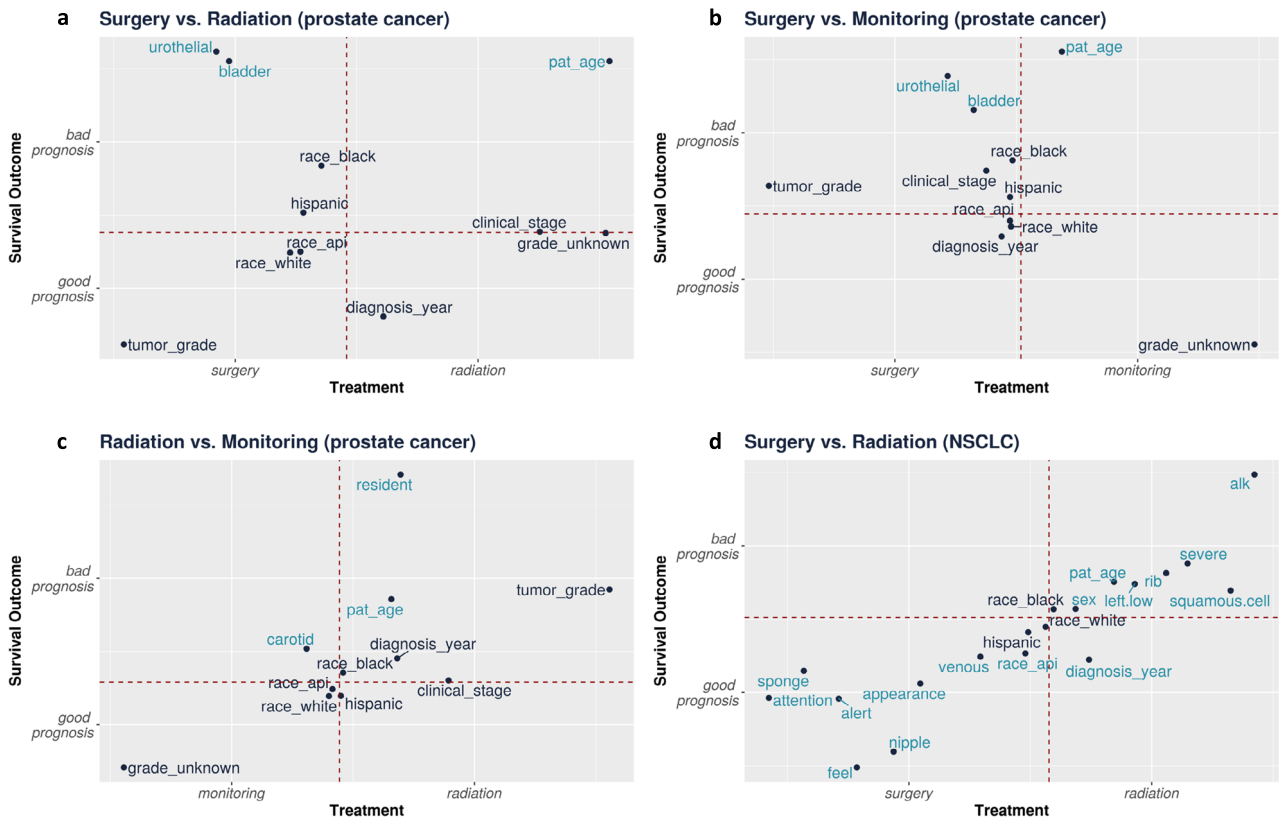 a
Surgery vs. Radiation (prostate cancer)
urothelial
bladder
pat_age
race_black
hispanic
clinical_stage
grade_unknown
race_api
race_white
diagnosis_year
tumor_grade
bad
prognosis
good
prognosis
Survival Outcome
surgery
radiation
Treatment
b
Surgery vs. Monitoring (prostate cancer)
pat_age
urothelial
bladder
race_black
clinical_stage
tumor_grade
hispanic
race_api
race_white
diagnosis_year
grade_unknown
bad
prognosis
good
prognosis
Survival Outcome
surgery
monitoring
Treatment
c
Radiation vs. Monitoring (prostate cancer)
resident
tumor_grade
pat_age
carotid
diagnosis_year
race_black
race_api
clinical_stage
race_white
hispanic
grade_unknown
bad
prognosis
good
prognosis
Survival Outcome
monitoring
radiation
Treatment
d
Surgery vs. Radiation (NSCLC)
alk
severe
pat_age
rib
race_black
sex
left.low
squamous.cell
race_white
hispanic
venous
race_api
diagnosis_year
sponge
attention
appearance
alert
nipple
feel
bad
prognosis
good
prognosis
Survival Outcome
surgery
radiation
Treatment